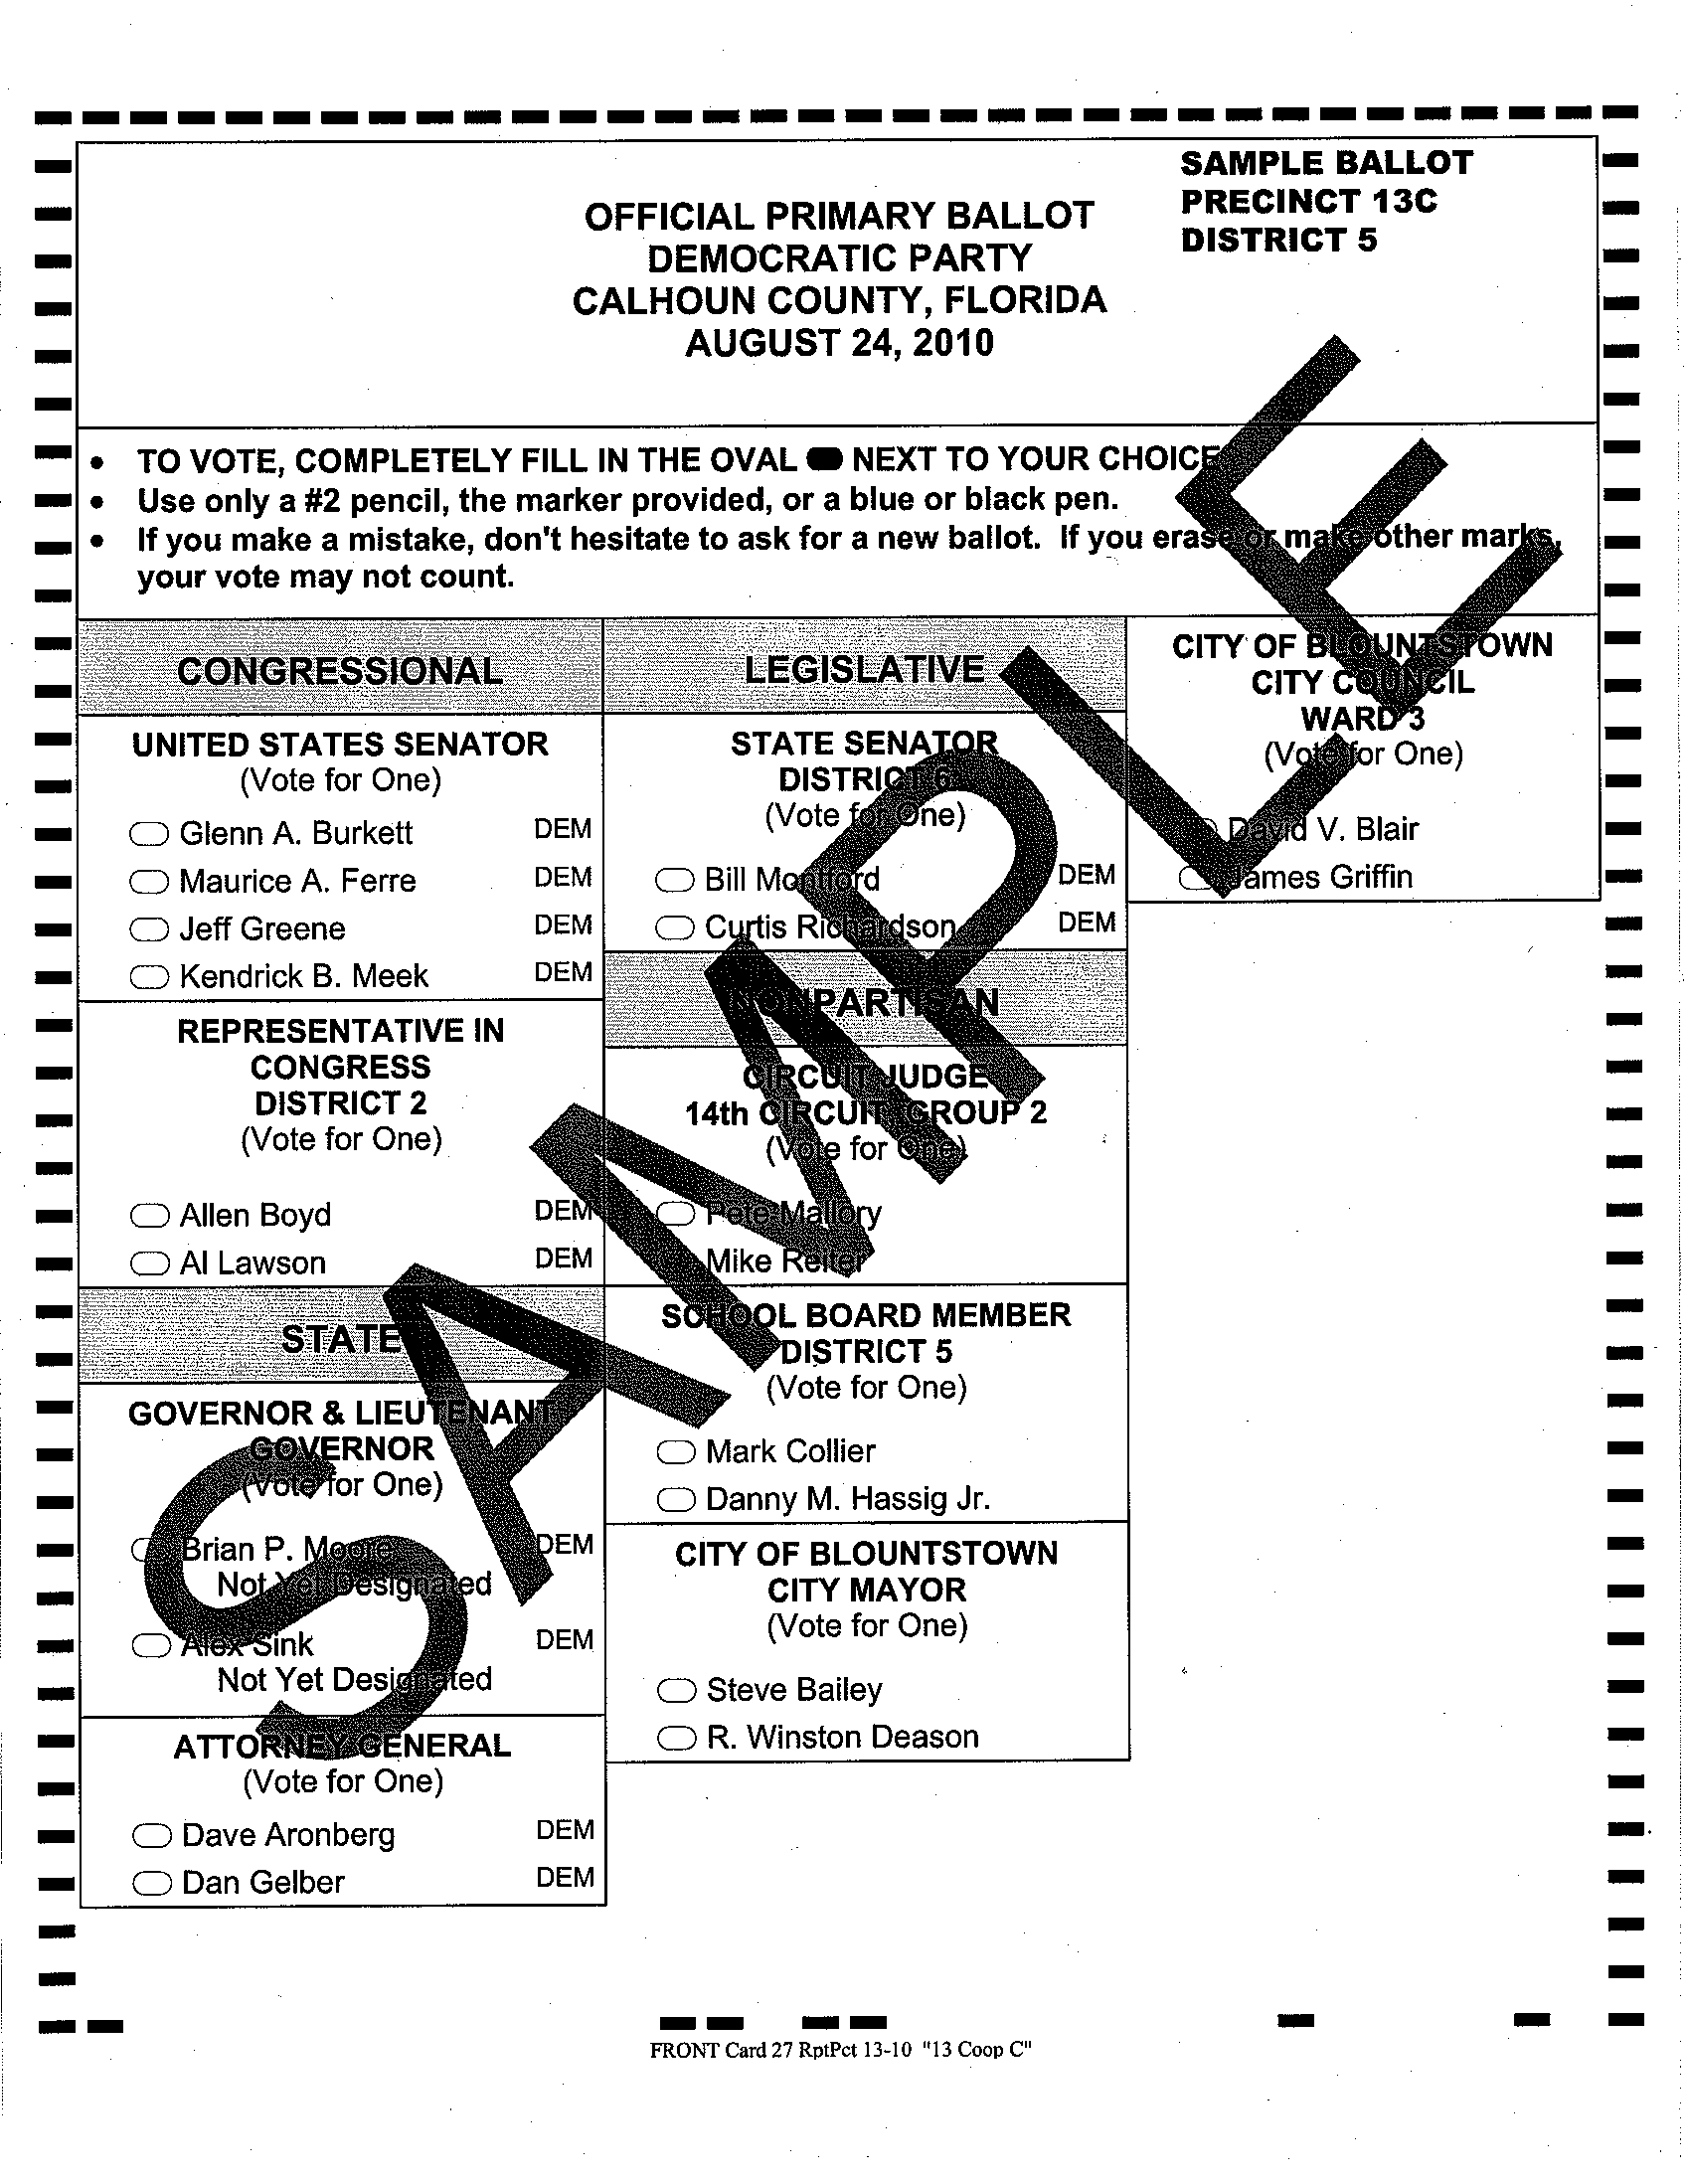 SAMPLE BALLOT
PRECINCT 13C
DISTRICT 5
OFFICIAL PRIMARY BALLOT
DEMOCRATIC PARTY
CALHOUN COUNTY, FLORIDA
AUGUST 24, 2010
• TO VOTE, COMPLETELY FILL IN THE OVAL NEXT TO YOUR CHOICE
• Use only a #2 pencil, the marker provided, or a blue or black pen.
• If you make a mistake, don't hesitate to ask for a new ballot. If you erase or make other marks,
your vote may not count.
CONGRESSIONAL
UNITED STATES SENATOR
(Vote for One)
Glenn A. Burkett DEM
Maurice A. Ferre DEM
Jeff Greene DEM
Kendrick B. Meek DEM
REPRESENTATIVE IN
CONGRESS
DISTRICT 2
(Vote for One)
Allen Boyd DEM
Al Lawson DEM
STATE
GOVERNOR & LIEUTENANT
GOVERNOR
(Vote for One)
Brian P. Moore DEM
Not Yet Designated
Alex Sink DEM
Not Yet Designated
ATTORNEY GENERAL
(Vote for One)
Dave Aronberg DEM
Dan Gelber DEM
LEGISLATIVE
STATE SENATOR
DISTRICT 6
(Vote for One)
Bill Montford DEM
Curtis Richardson DEM
NONPARTISAN
CIRCUIT JUDGE
14th CIRCUIT, GROUP 2
(Vote for One)
Pete Mallory
Mike Reiter
SCHOOL BOARD MEMBER
DISTRICT 5
(Vote for One)
Mark Collier
Danny M. Hassig Jr.
CITY OF BLOUNTSTOWN
CITY MAYOR
(Vote for One)
Steve Bailey
R. Winston Deason
CITY OF BLOUNTSTOWN
CITY COUNCIL
WARD 3
(Vote for One)
David V. Blair
James Griffin
SAMPLE
FRONT Card 27 RptPct 13-10 "13 Coop C"